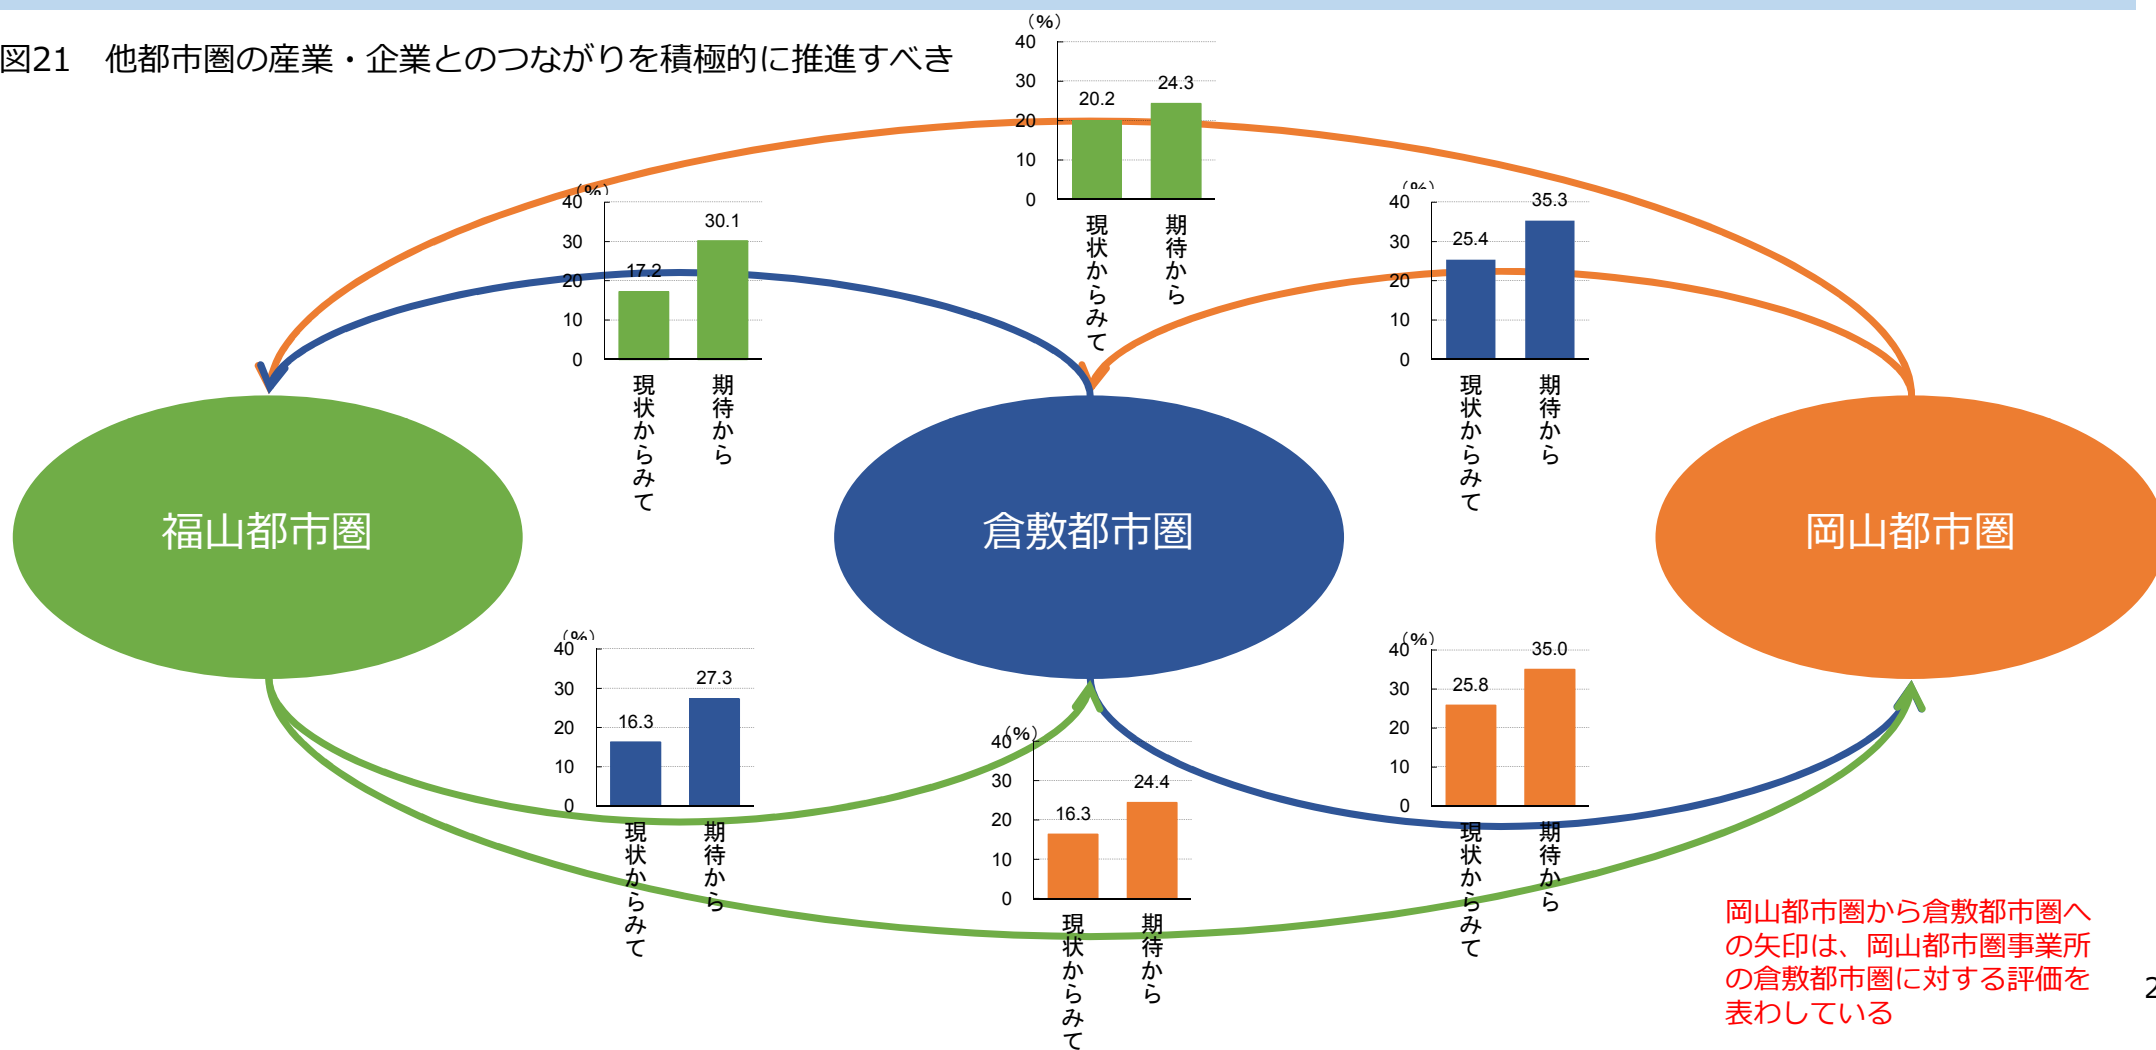 図21　他都市圏の産業・企業とのつながりを積極的に推進すべき
（%）
40
30
20
10
0
20.2
24.3
現状からみて
期待から
（%）
40
30
20
10
0
17.2
30.1
現状からみて
期待から
（%）
40
30
20
10
0
25.4
35.3
現状からみて
期待から
福山都市圏
倉敷都市圏
岡山都市圏
（%）
40
30
20
10
0
16.3
27.3
現状からみて
期待から
（%）
40
30
20
10
0
16.3
24.4
現状からみて
期待から
（%）
40
30
20
10
0
25.8
35.0
現状からみて
期待から
岡山都市圏から倉敷都市圏へ
の矢印は、岡山都市圏事業所
の倉敷都市圏に対する評価を
表わしている